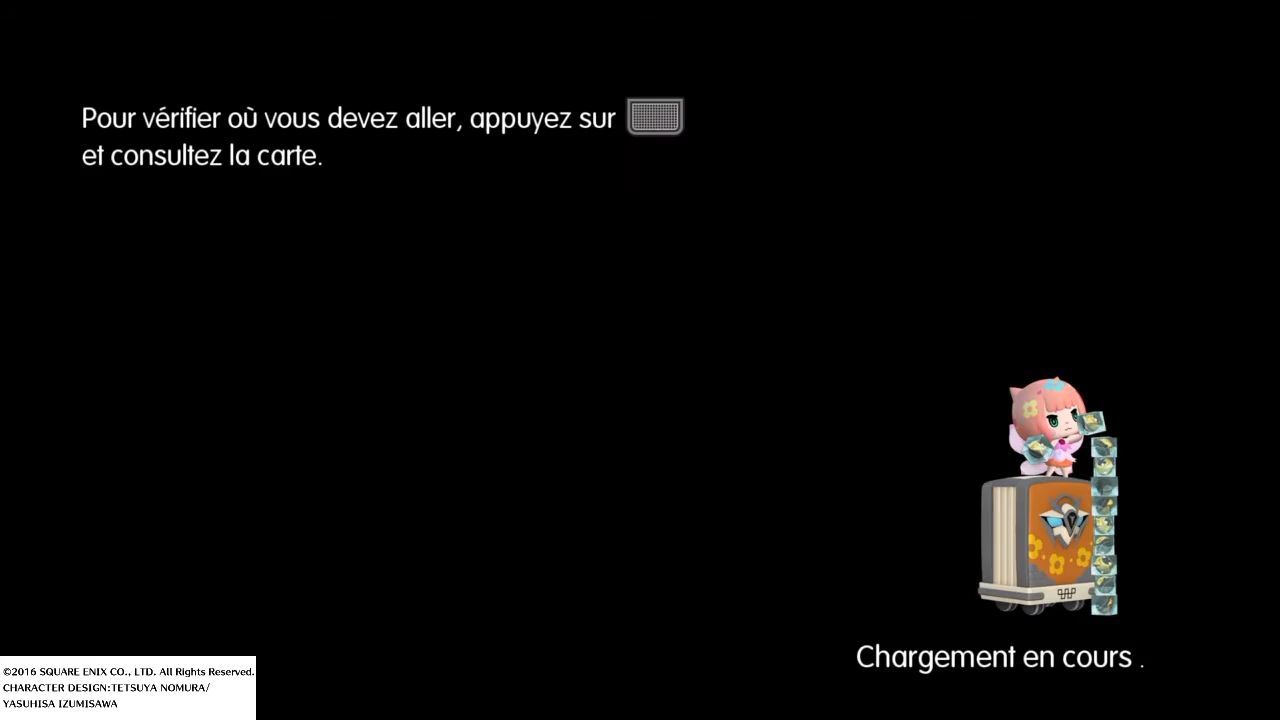 Pour vérifier où vous devez aller, appuyez sur
et consultez la carte.
Chargement en cours .
©2016 SQUARE ENIX CO., LTD. All Rights Reserved.
CHARACTER DESIGN:TETSUYA NOMURA/
YASUHISA IZUMISAWA